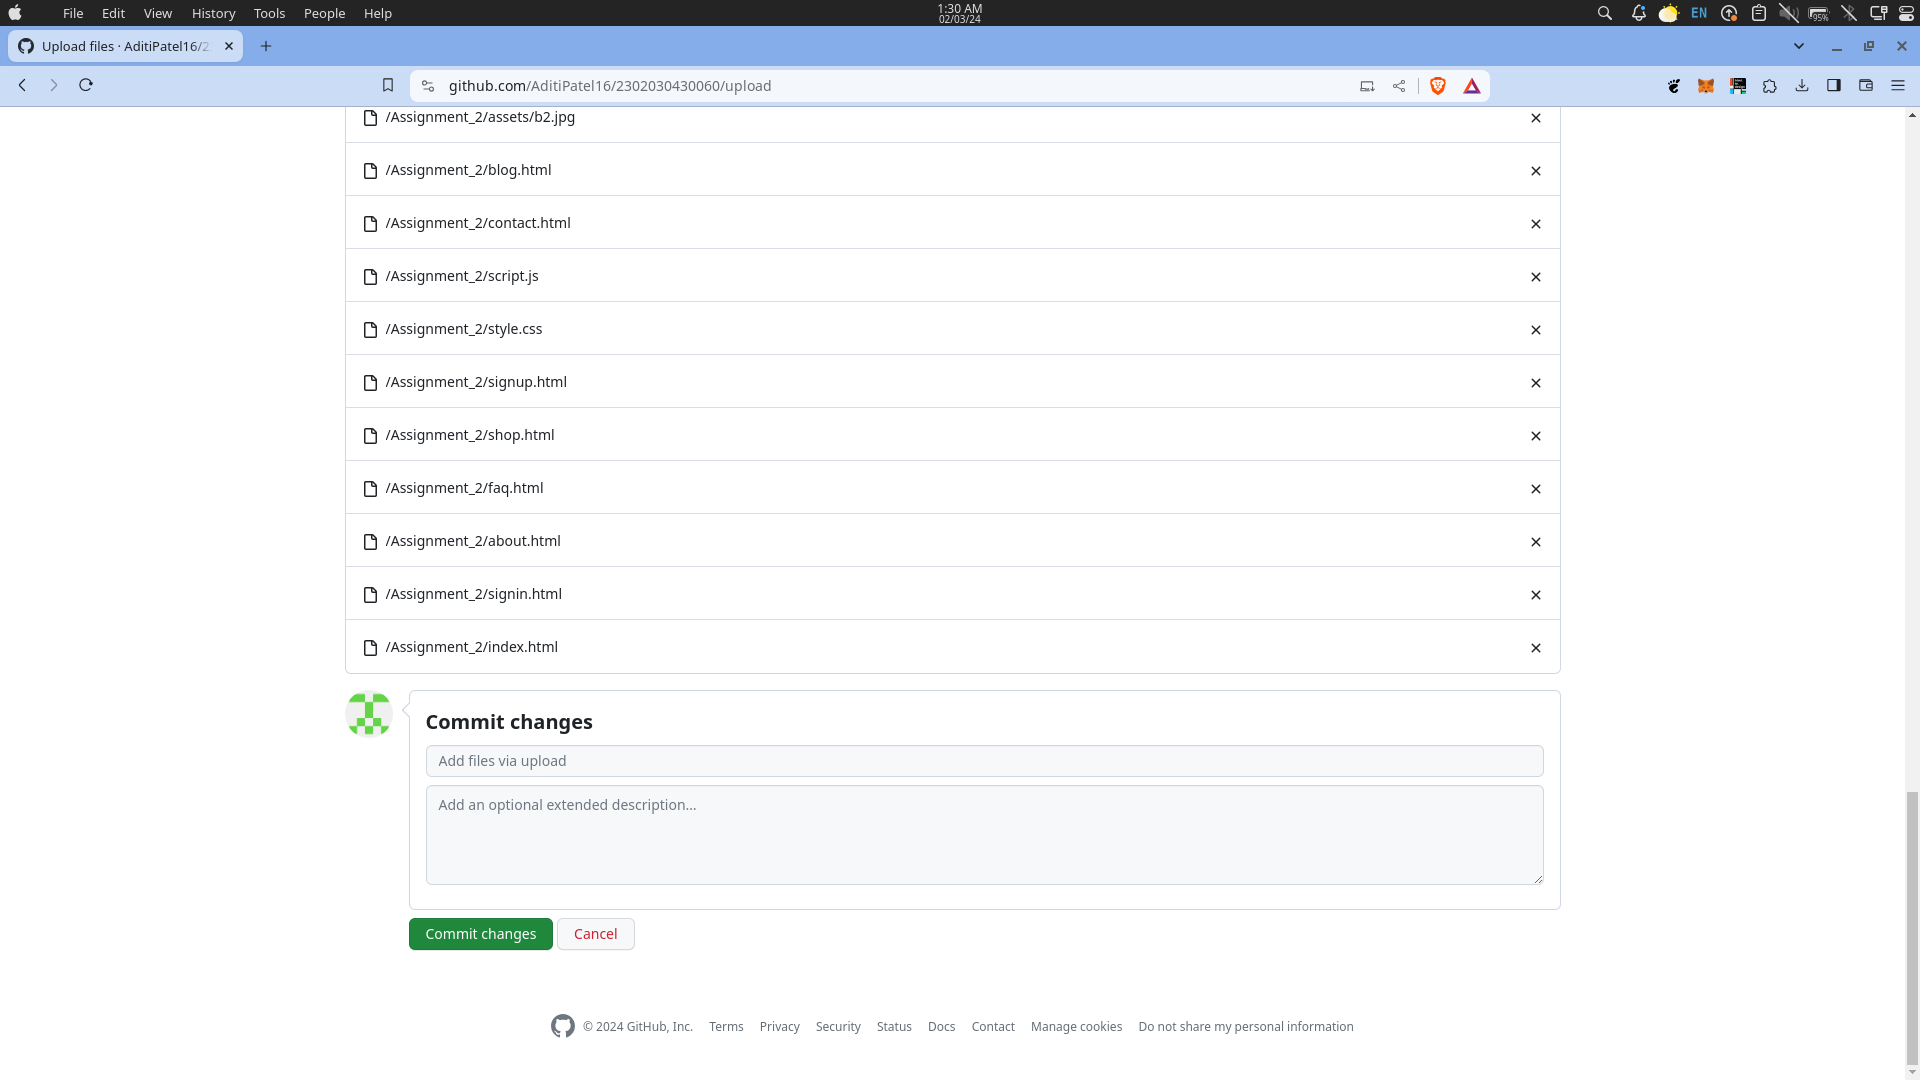 File Edit View History Tools People Help
1:30 AM
02/03/24
EN
95%
Upload files · AditiPatel16/2
github.com/AditiPatel16/2302030430060/upload
/Assignment_2/assets/b2.jpg
/Assignment_2/blog.html
/Assignment_2/contact.html
/Assignment_2/script.js
/Assignment_2/style.css
/Assignment_2/signup.html
/Assignment_2/shop.html
/Assignment_2/faq.html
/Assignment_2/about.html
/Assignment_2/signin.html
/Assignment_2/index.html
Commit changes
Add files via upload
Add an optional extended description...
Commit changes Cancel
© 2024 GitHub, Inc. Terms Privacy Security Status Docs Contact Manage cookies Do not share my personal information